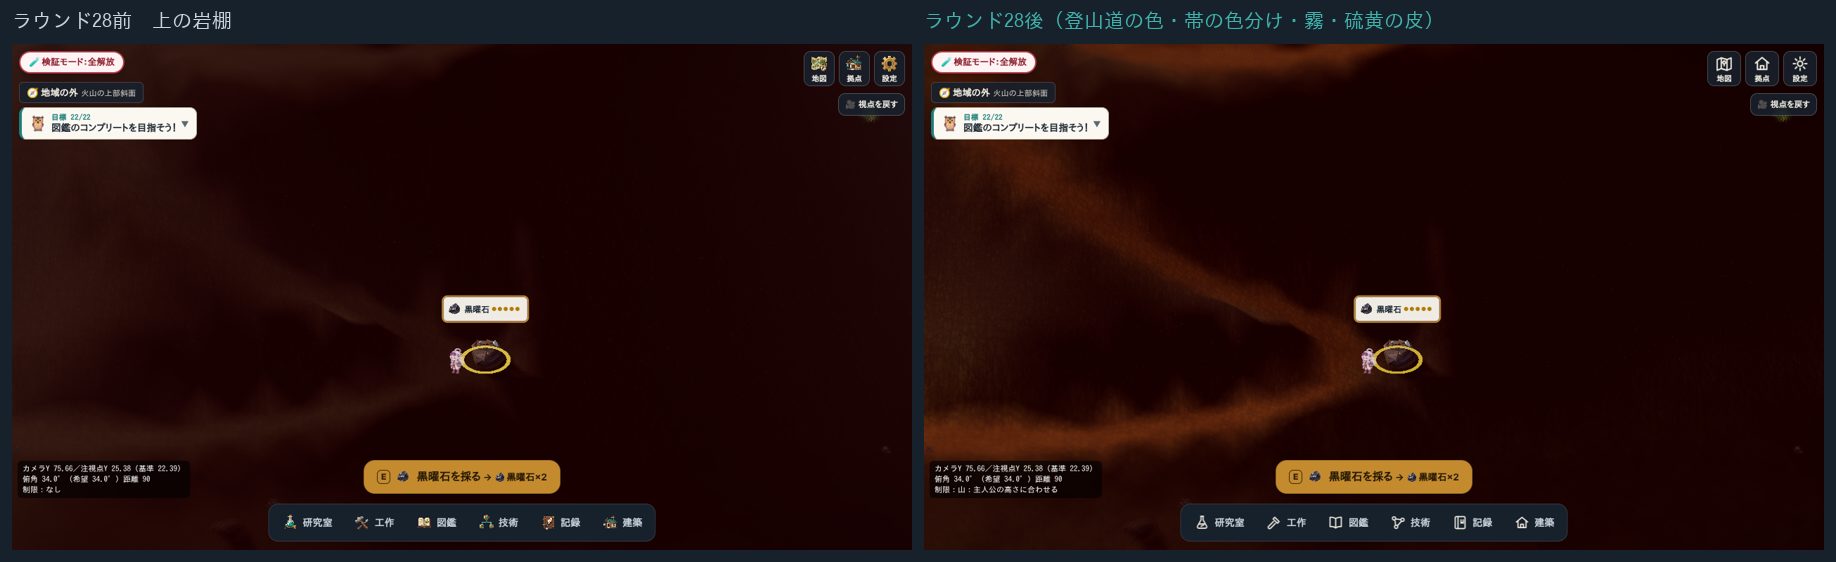 ラウンド28前　上の岩棚
検証モード:全解放
地図
拠点
設定
地域の外 火山の上部斜面
視点を戻す
目標 22/22
図鑑のコンプリートを目指そう! ▼
黒曜石 ●●●●●
カメラY 75.66／注視点Y 25.38 (基準 22.39)
俯角 34.0° (希望 34.0°) 距離 90
制限：なし
E 黒曜石を採る → 黒曜石×2
研究室
工作
図鑑
技術
記録
建築
ラウンド28後（登山道の色・帯の色分け・霧・硫黄の皮）
検証モード:全解放
地図
拠点
設定
地域の外 火山の上部斜面
視点を戻す
目標 22/22
図鑑のコンプリートを目指そう! ▼
黒曜石 ●●●●●
カメラY 75.66／注視点Y 25.38 (基準 22.39)
俯角 34.0° (希望 34.0°) 距離 90
制限：山：主人公の高さに合わせる
E 黒曜石を採る → 黒曜石×2
研究室
工作
図鑑
技術
記録
建築